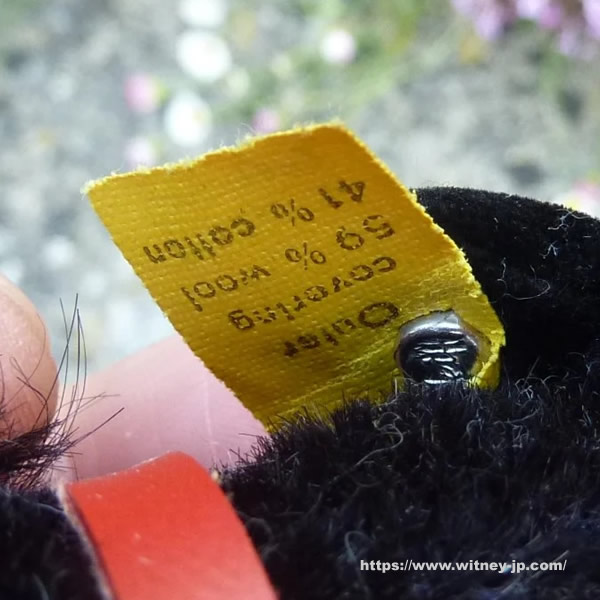 Outer
covering
59 % wool
41 % cotton
https://www.witney-jp.com/